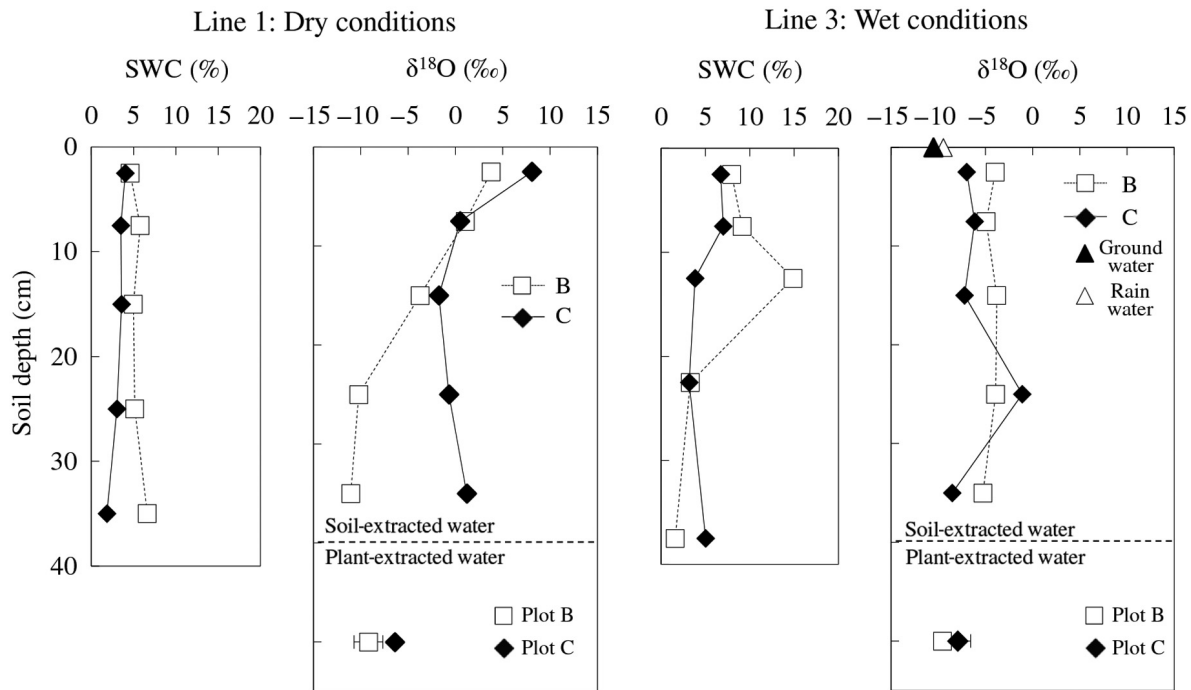 Line 1: Dry conditions
Line 3: Wet conditions
SWC (%)
δ¹⁸O (‰)
SWC (%)
δ¹⁸O (‰)
0 5 10 20
−15 −10 −5 0 5 10 15
0 5 10 15 20
−15 −10 −5 0 5 10 15
Soil depth (cm)
0
10
20
30
40
B
C
Soil-extracted water
Plant-extracted water
Plot B
Plot C
B
C
Ground
water
Rain
water
Soil-extracted water
Plant-extracted water
Plot B
Plot C